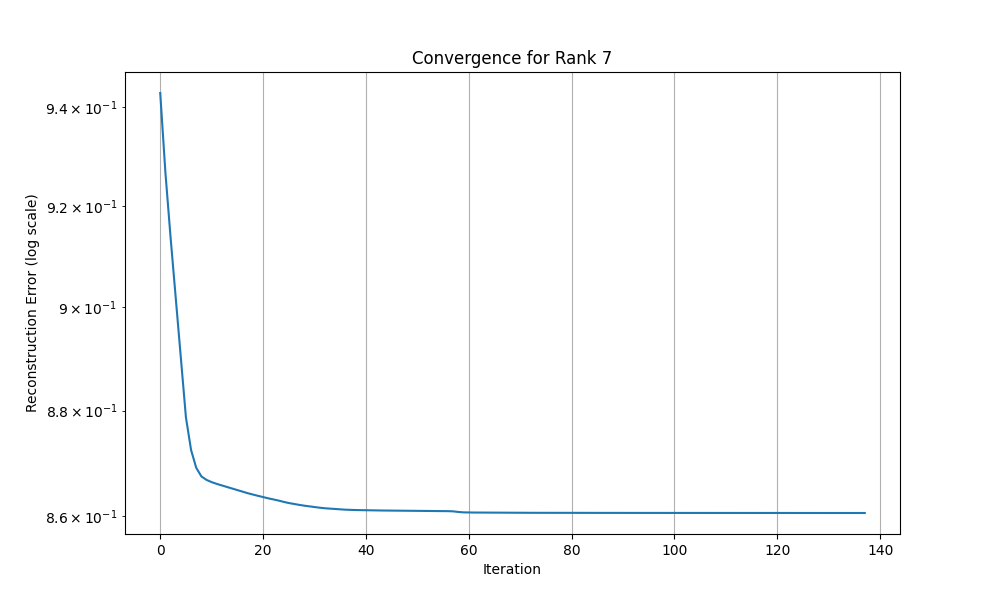 Convergence for Rank 7
Reconstruction Error (log scale)
9.4 × 10⁻¹
9.2 × 10⁻¹
9 × 10⁻¹
8.8 × 10⁻¹
8.6 × 10⁻¹
0 20 40 60 80 100 120 140
Iteration